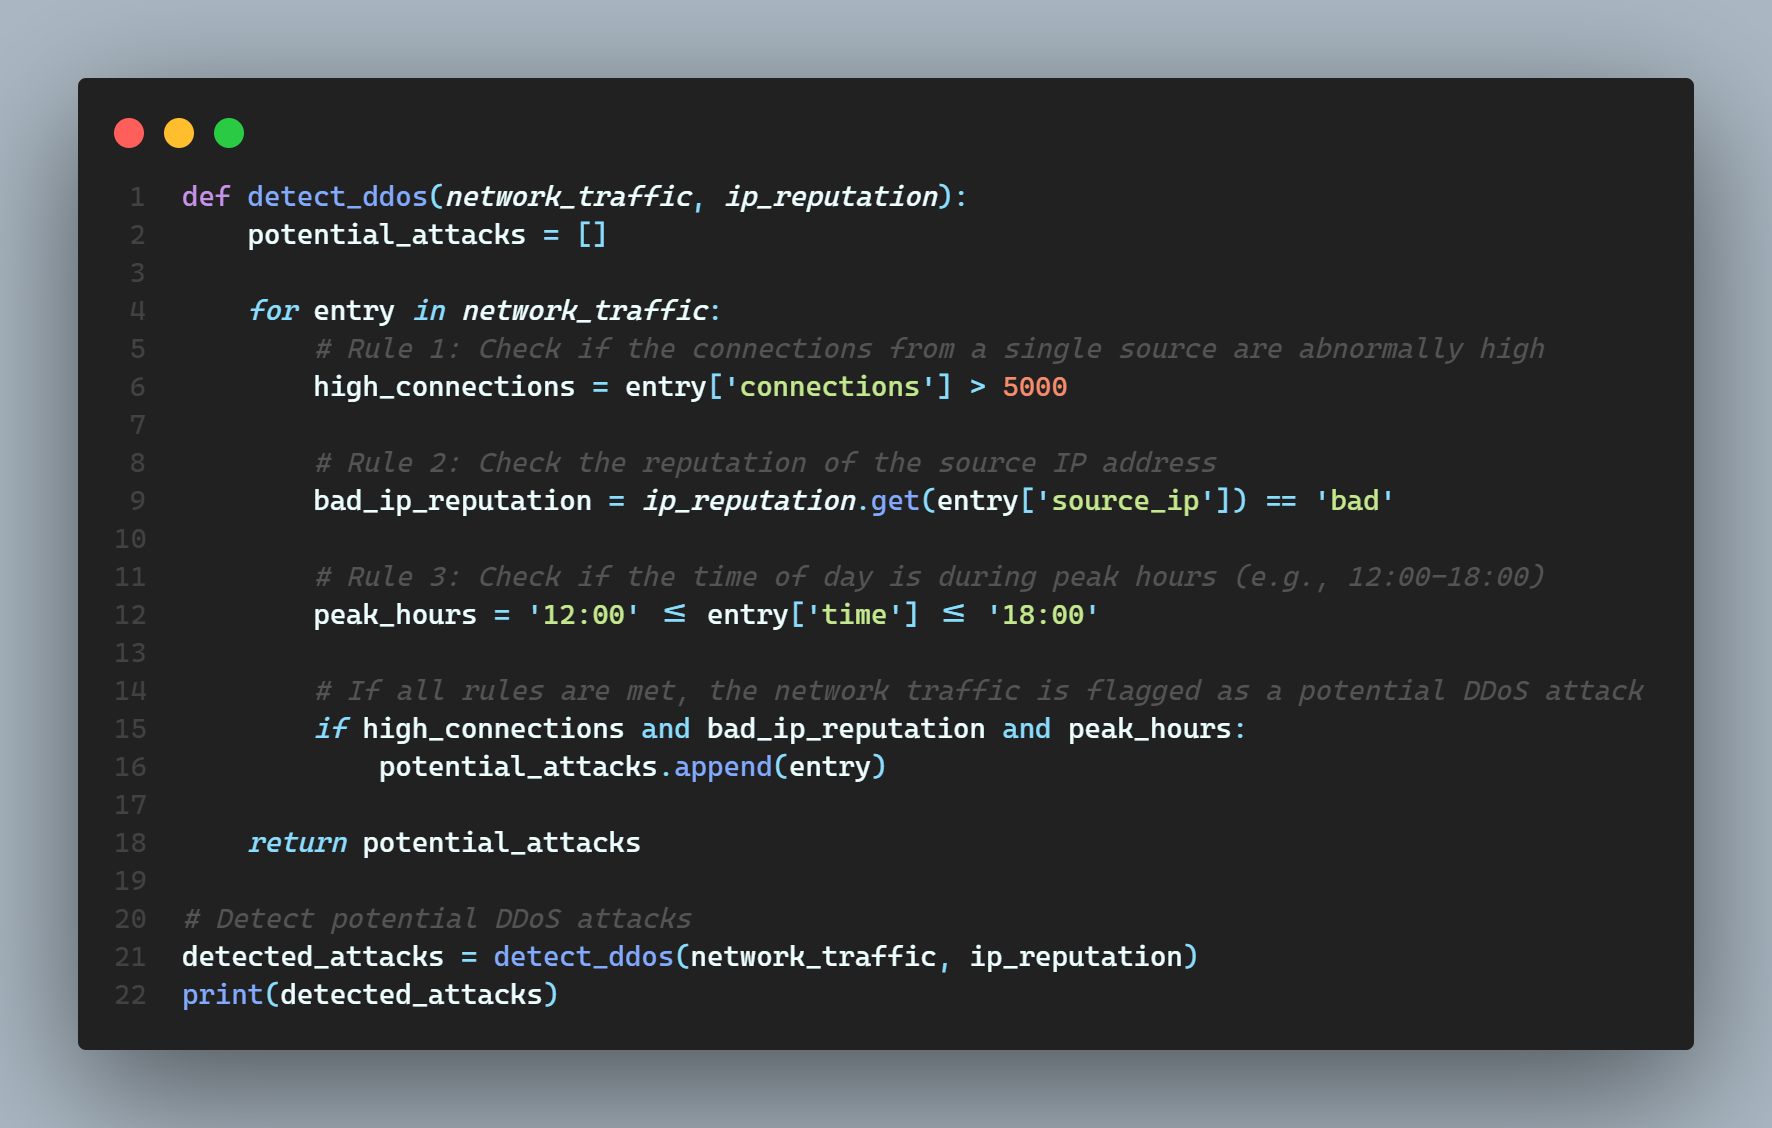 1 def detect_ddos(network_traffic, ip_reputation):
2     potential_attacks = []
3
4     for entry in network_traffic:
5         # Rule 1: Check if the connections from a single source are abnormally high
6         high_connections = entry['connections'] > 5000
7
8         # Rule 2: Check the reputation of the source IP address
9         bad_ip_reputation = ip_reputation.get(entry['source_ip']) == 'bad'
10
11         # Rule 3: Check if the time of day is during peak hours (e.g., 12:00-18:00)
12         peak_hours = '12:00' ≤ entry['time'] ≤ '18:00'
13
14         # If all rules are met, the network traffic is flagged as a potential DDoS attack
15         if high_connections and bad_ip_reputation and peak_hours:
16             potential_attacks.append(entry)
17
18     return potential_attacks
19
20 # Detect potential DDoS attacks
21 detected_attacks = detect_ddos(network_traffic, ip_reputation)
22 print(detected_attacks)